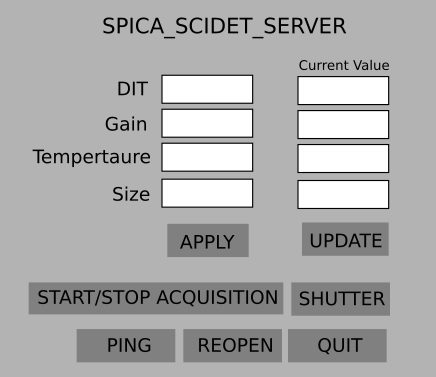 SPICA_SCIDET_SERVER
Current Value
DIT
Gain
Tempertaure
Size
APPLY UPDATE
START/STOP ACQUISITION SHUTTER
PING REOPEN QUIT